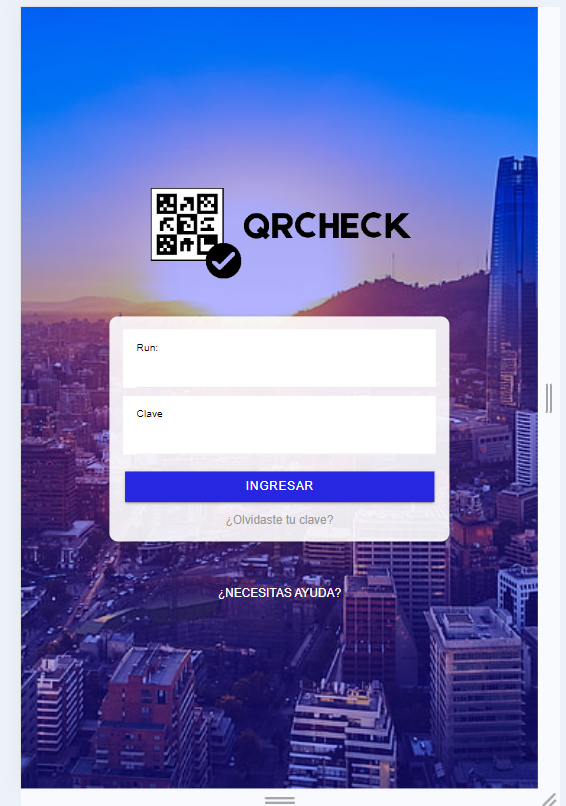 QRCHECK
Run:
Clave
INGRESAR
¿Olvidaste tu clave?
¿NECESITAS AYUDA?